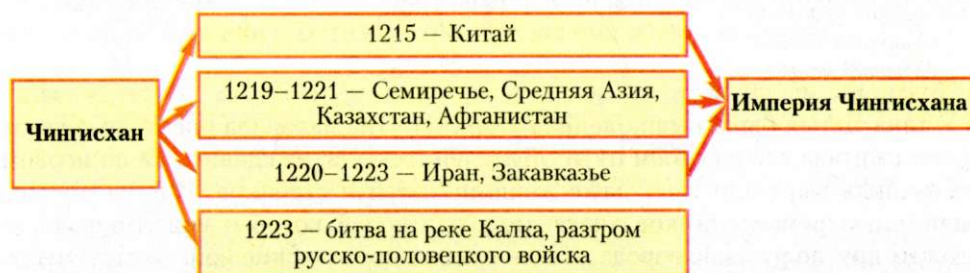 Чингисхан
1215 – Китай
1219–1221 – Семиречье, Средняя Азия,
Казахстан, Афганистан
1220–1223 – Иран, Закавказье
1223 – битва на реке Калка, разгром
русско-половецкого войска
Империя Чингисхана